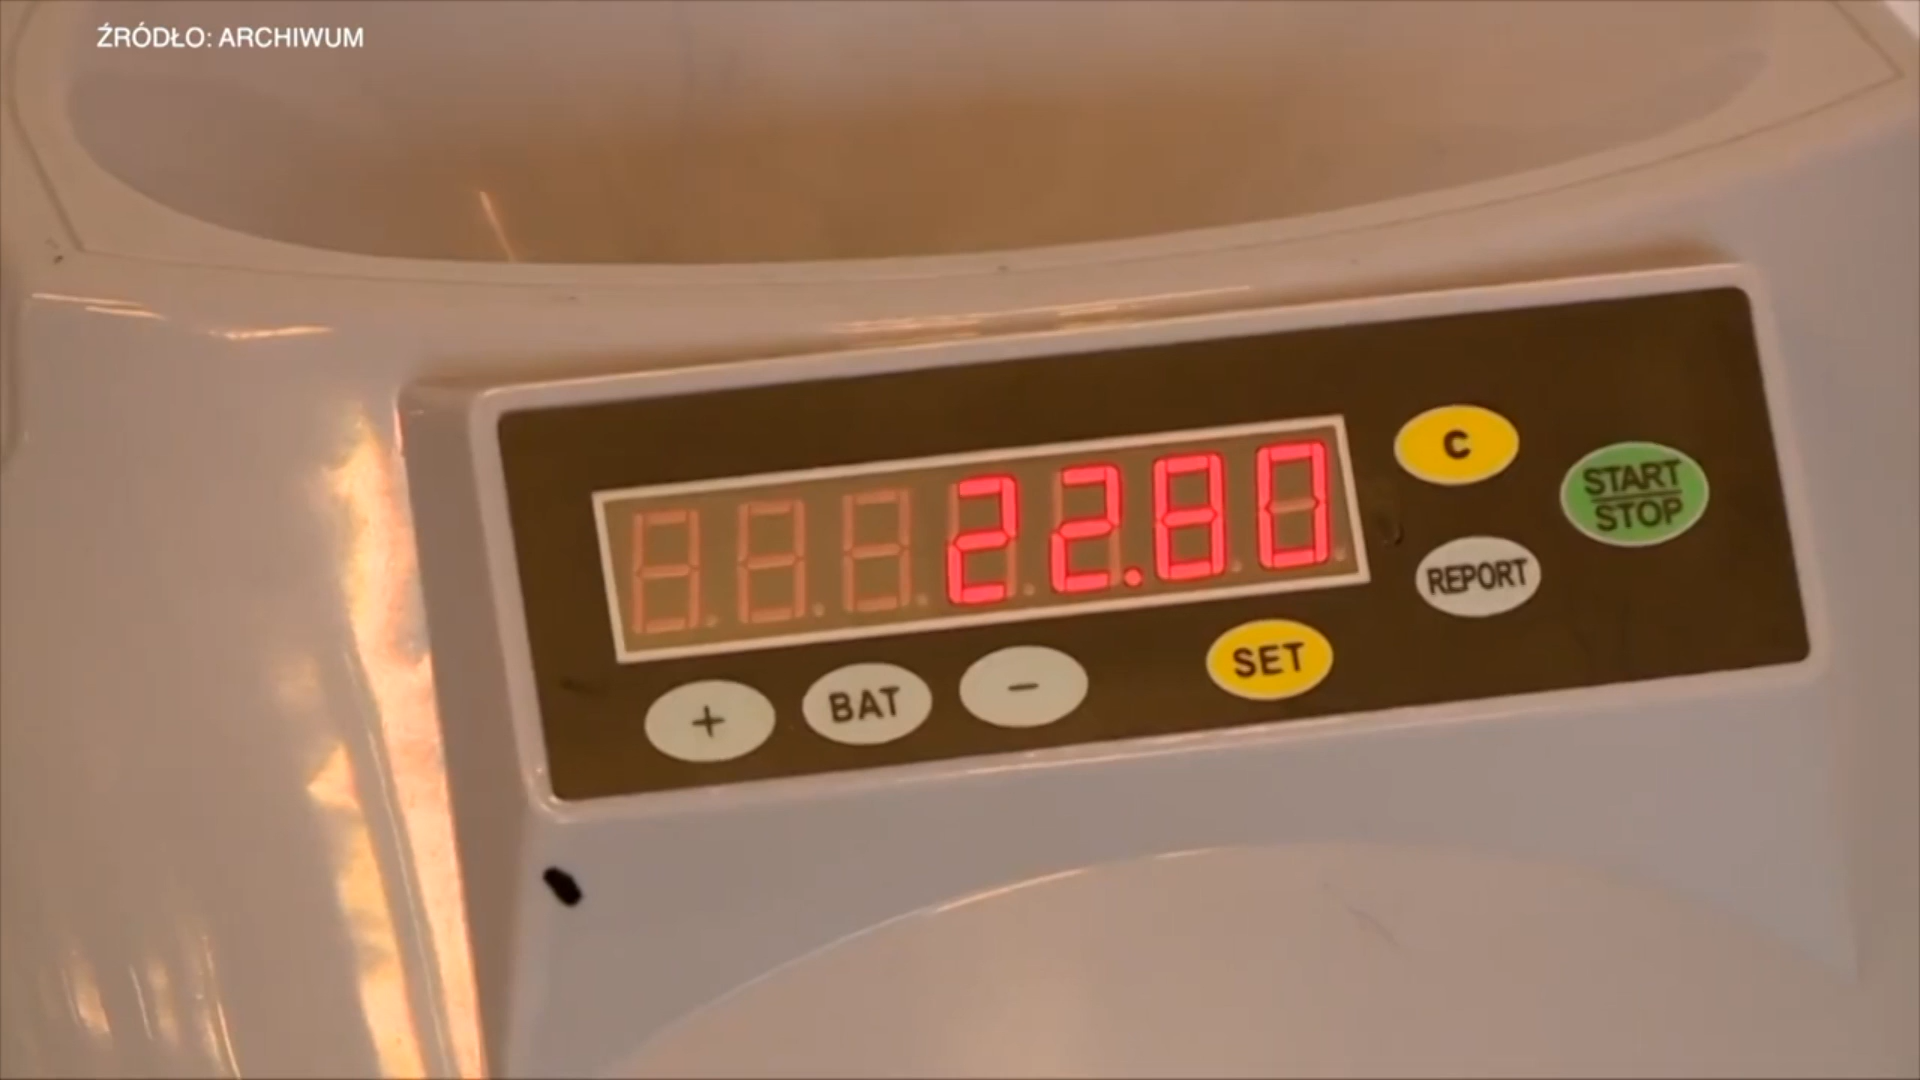 ŹRÓDŁO: ARCHIWUM
22.80
C
START
STOP
REPORT
SET
+
BAT
-